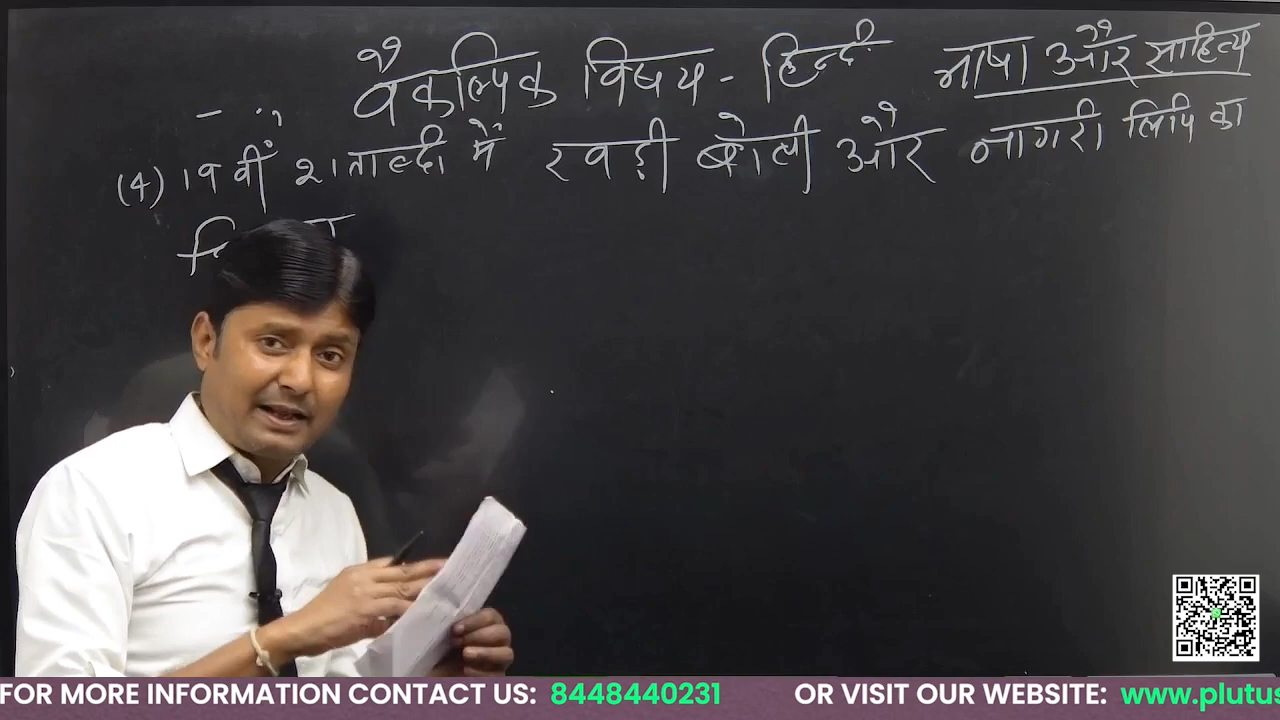 वैकल्पिक विषय - हिन्दी भाषा और साहित्य
(4) 19वीं शताब्दी में खड़ी बोली और नागरी लिपि का
FOR MORE INFORMATION CONTACT US: 8448440231 OR VISIT OUR WEBSITE: www.plutus